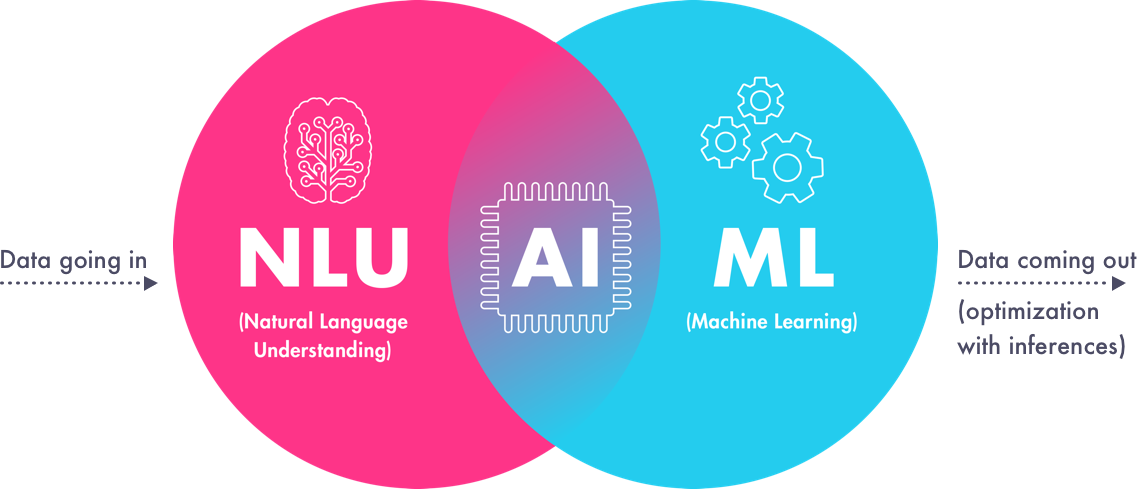 Data going in
NLU
(Natural Language
Understanding)
AI
ML
(Machine Learning)
Data coming out
(optimization
with inferences)